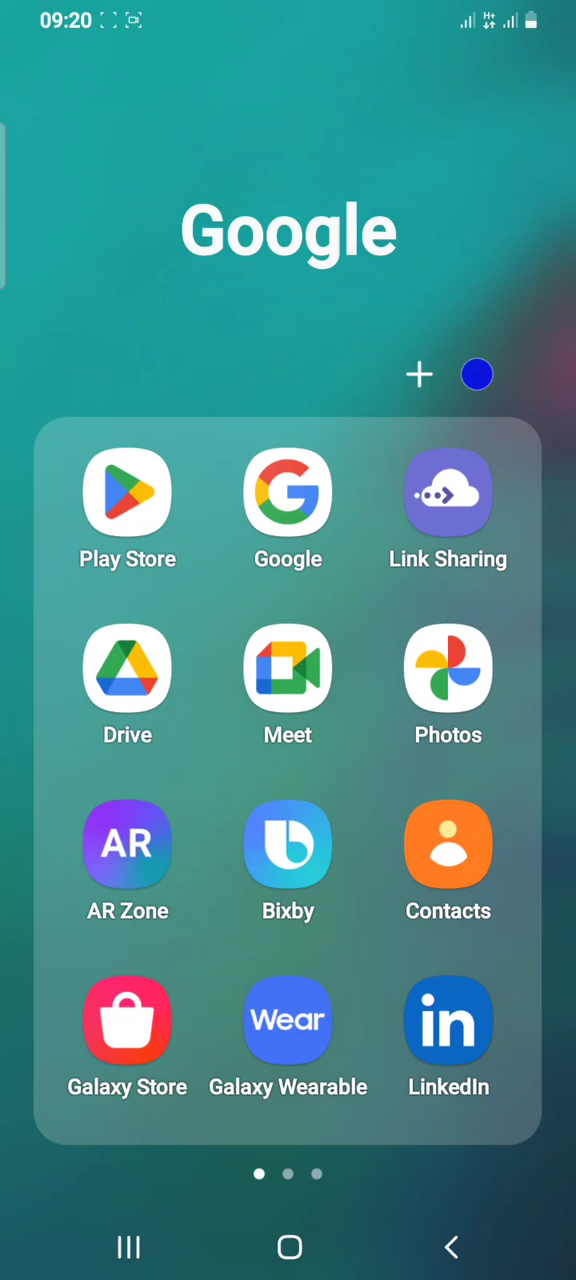 09:20 H+
Google
Play Store Google Link Sharing
Drive Meet Photos
AR
AR Zone Bixby Contacts
Wear in
Galaxy Store Galaxy Wearable LinkedIn